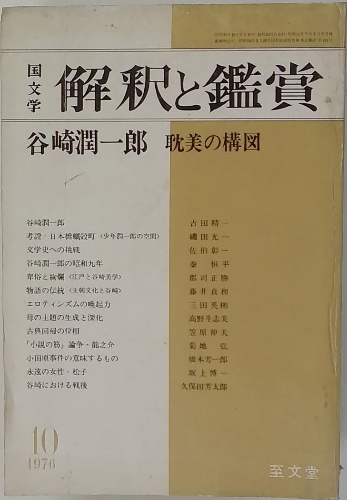 国文学
解釈と鑑賞
谷崎潤一郎 耽美の構図
谷崎潤一郎 吉田精一
考證・日本橋蠣殻町（少年潤一郎の空間） 磯田光一
文学史への挑戦 佐伯彰一
谷崎潤一郎の昭和九年 秦恒平
卑俗と絢爛（江戸と谷崎美学） 郡司正勝
物語の伝統（王朝文化と谷崎） 藤井貞和
エロティシズムの喚起力 三田英彬
母の主題の生成と深化 高野斗志美
古典回帰の位相 笠原伸夫
「小説の筋」論争・龍之介 菊地弘
小田原事件の意味するもの 橋本芳一郎
永遠の女性・松子 坂上博一
谷崎における戦後 久保田芳太郎
10
1976
至文堂